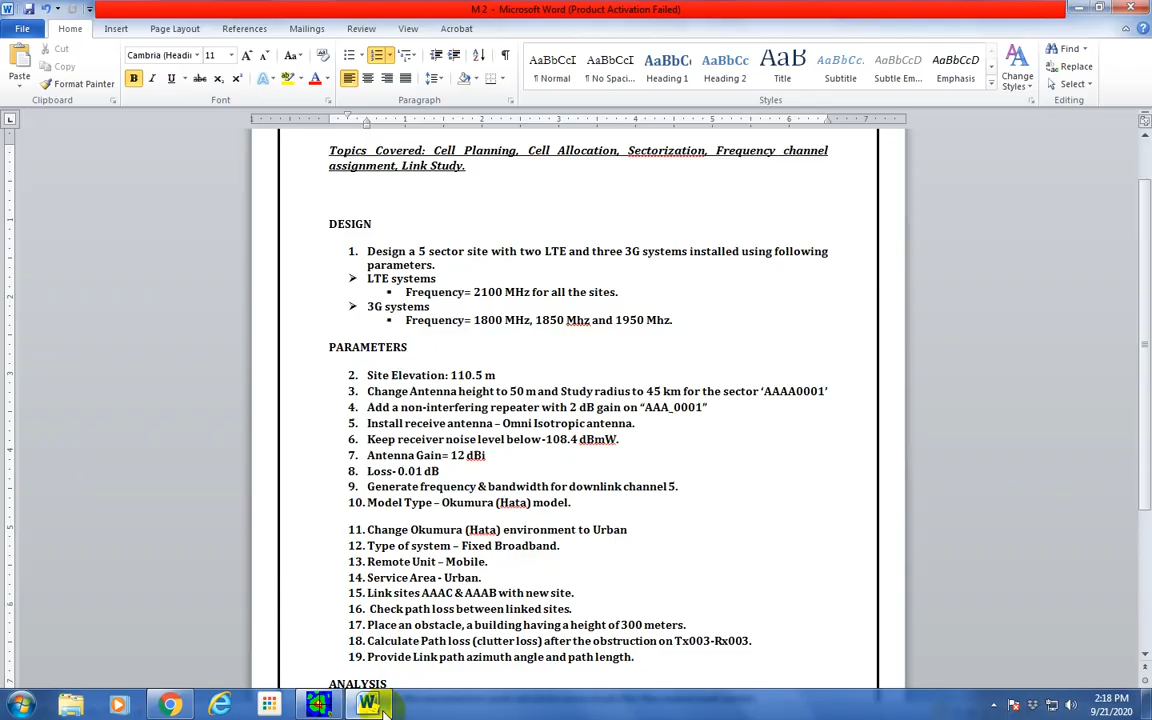 M 2 - Microsoft Word (Product Activation Failed)
File Home Insert Page Layout References Mailings Review View Acrobat
Cut
Copy
Paste
Format Painter
Clipboard
Cambria (Headi 11
Font
Paragraph
AaBbCcI AaBbCcI AaBbCc AaBbCc AaB AaBbCc. AaBbCcD AaBbCcD
¶ Normal ¶ No Spaci... Heading 1 Heading 2 Title Subtitle Subtle Em... Emphasis
Styles
Change Styles
Find
Replace
Select
Editing
Topics Covered: Cell Planning, Cell Allocation, Sectorization, Frequency channel
assignment, Link Study.
DESIGN
1. Design a 5 sector site with two LTE and three 3G systems installed using following
parameters.
➢ LTE systems
▪ Frequency= 2100 MHz for all the sites.
➢ 3G systems
▪ Frequency= 1800 MHz, 1850 Mhz and 1950 Mhz.
PARAMETERS
2. Site Elevation: 110.5 m
3. Change Antenna height to 50 m and Study radius to 45 km for the sector ‘AAAA0001’
4. Add a non-interfering repeater with 2 dB gain on “AAA_0001”
5. Install receive antenna – Omni Isotropic antenna.
6. Keep receiver noise level below -108.4 dBmW.
7. Antenna Gain= 12 dBi
8. Loss- 0.01 dB
9. Generate frequency & bandwidth for downlink channel 5.
10. Model Type – Okumura (Hata) model.
11. Change Okumura (Hata) environment to Urban
12. Type of system – Fixed Broadband.
13. Remote Unit – Mobile.
14. Service Area - Urban.
15. Link sites AAAC & AAAB with new site.
16. Check path loss between linked sites.
17. Place an obstacle, a building having a height of 300 meters.
18. Calculate Path loss (clutter loss) after the obstruction on Tx003-Rx003.
19. Provide Link path azimuth angle and path length.
ANALYSIS
2:18 PM
9/21/2020